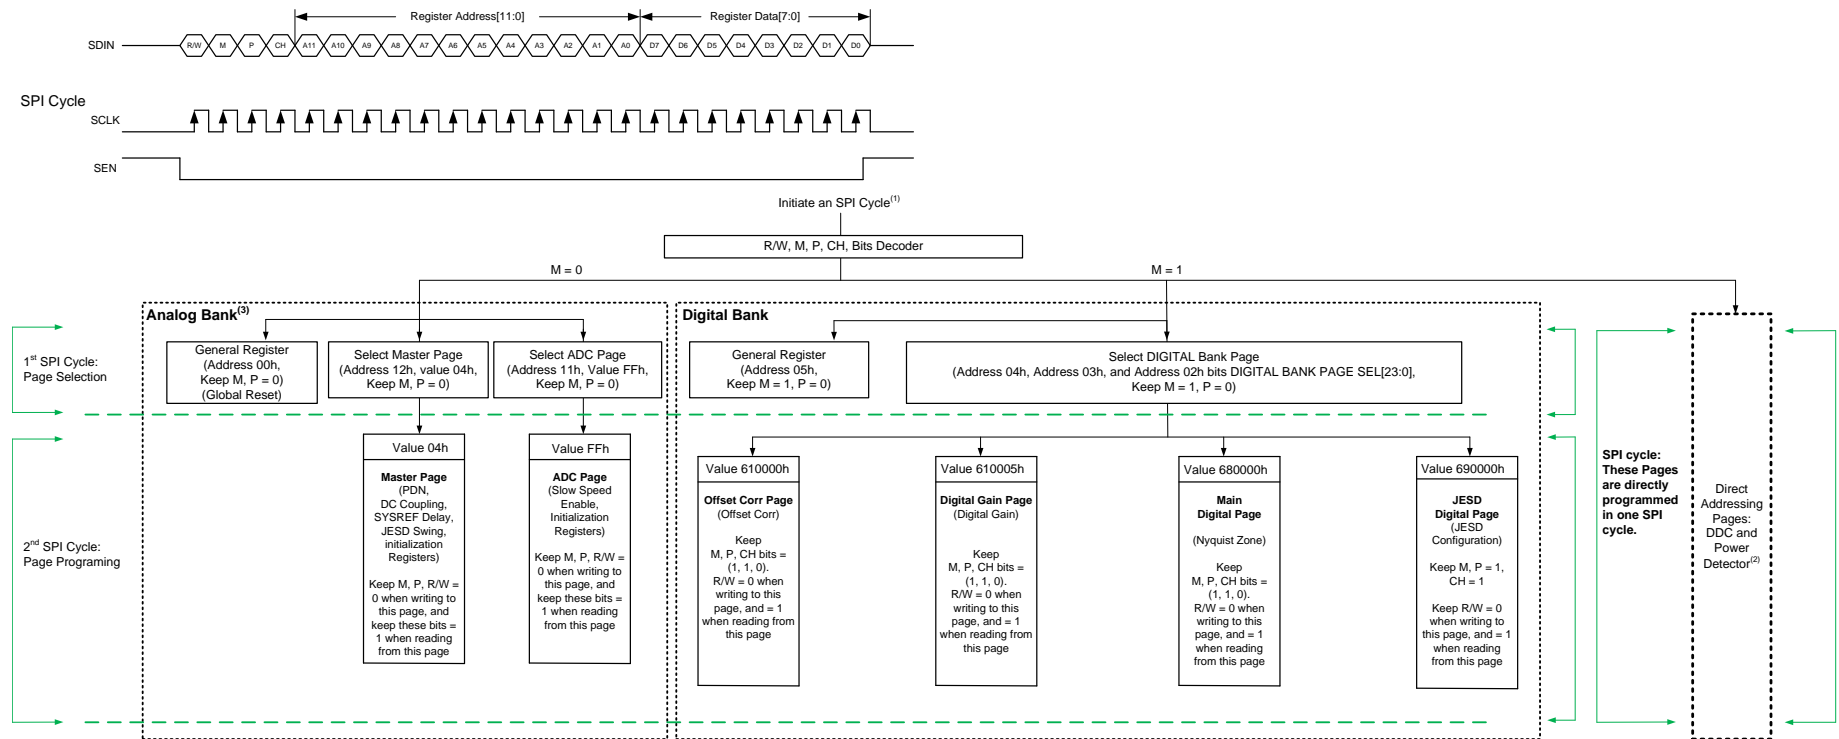 Register Address[11:0]
Register Data[7:0]
SDIN
R/W M P CH A11 A10 A9 A8 A7 A6 A5 A4 A3 A2 A1 A0 D7 D6 D5 D4 D3 D2 D1 D0
SPI Cycle
SCLK
SEN
Initiate an SPI Cycle(1)
R/W, M, P, CH, Bits Decoder
M = 0
M = 1
Analog Bank(3)
Digital Bank
1st SPI Cycle:
Page Selection
General Register
(Address 00h,
Keep M, P = 0)
(Global Reset)
Select Master Page
(Address 12h, value 04h,
Keep M, P = 0)
Select ADC Page
(Address 11h, Value FFh,
Keep M, P = 0)
General Register
(Address 05h,
Keep M = 1, P = 0)
Select DIGITAL Bank Page
(Address 04h, Address 03h, and Address 02h bits DIGITAL BANK PAGE SEL[23:0],
Keep M = 1, P = 0)
2nd SPI Cycle:
Page Programing
Value 04h
Master Page
(PDN,
DC Coupling,
SYSREF Delay,
JESD Swing,
initialization
Registers)
Keep M, P, R/W =
0 when writing to
this page, and
keep these bits =
1 when reading
from this page
Value FFh
ADC Page
(Slow Speed
Enable,
Initialization
Registers)
Keep M, P, R/W =
0 when writing to
this page, and
keep these bits =
1 when reading
from this page
Value 610000h
Offset Corr Page
(Offset Corr)
Keep
M, P, CH bits =
(1, 1, 0).
R/W = 0 when
writing to this
page, and = 1
when reading from
this page
Value 610005h
Digital Gain Page
(Digital Gain)
Keep
M, P, CH bits =
(1, 1, 0).
R/W = 0 when
writing to this
page, and = 1
when reading from
this page
Value 680000h
Main
Digital Page
(Nyquist Zone)
Keep
M, P, CH bits =
(1, 1, 0).
R/W = 0 when
writing to this
page, and = 1
when reading
from this page
Value 690000h
JESD
Digital Page
(JESD
Configuration)
Keep M, P = 1,
CH = 1
Keep R/W = 0
when writing to
this page, and = 1
when reading
from this page
SPI cycle:
These Pages
are directly
programmed
in one SPI
cycle.
Direct
Addressing
Pages:
DDC and
Power
Detector(2)